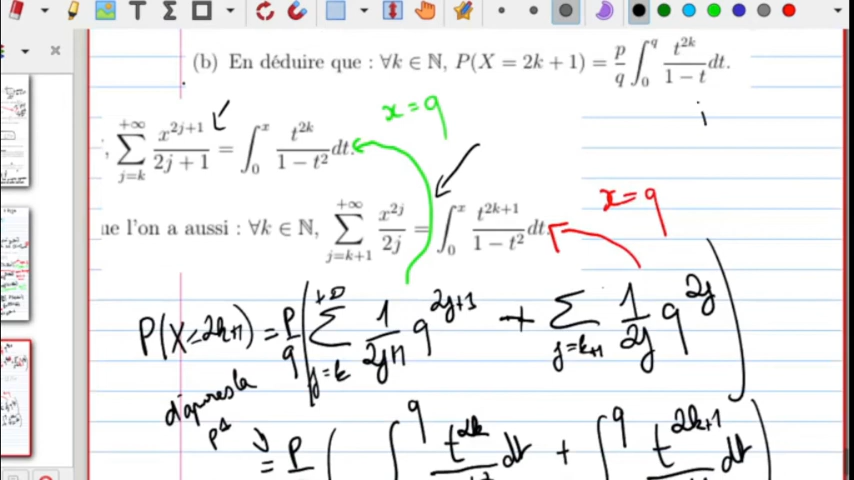 (b) En déduire que : ∀k ∈ ℕ, P(X = 2k + 1) = p/q ∫_0^q t^{2k}/(1 − t) dt.
x = q
∑_{j=k}^{+∞} x^{2j+1}/(2j + 1) = ∫_0^x t^{2k}/(1 − t²) dt.
x = q
ue l'on a aussi : ∀k ∈ ℕ, ∑_{j=k+1}^{+∞} x^{2j}/2j = ∫_0^x t^{2k+1}/(1 − t²) dt.
P(X=2k+1) = p/q ( ∑_{j=k}^{+∞} 1/(2j+1) q^{2j+1} + ∑_{j=k+1} 1/2j q^{2j} )
d'après la
= p/ ( ∫^q t^{2k} dt + ∫^q t^{2k+1} dt )